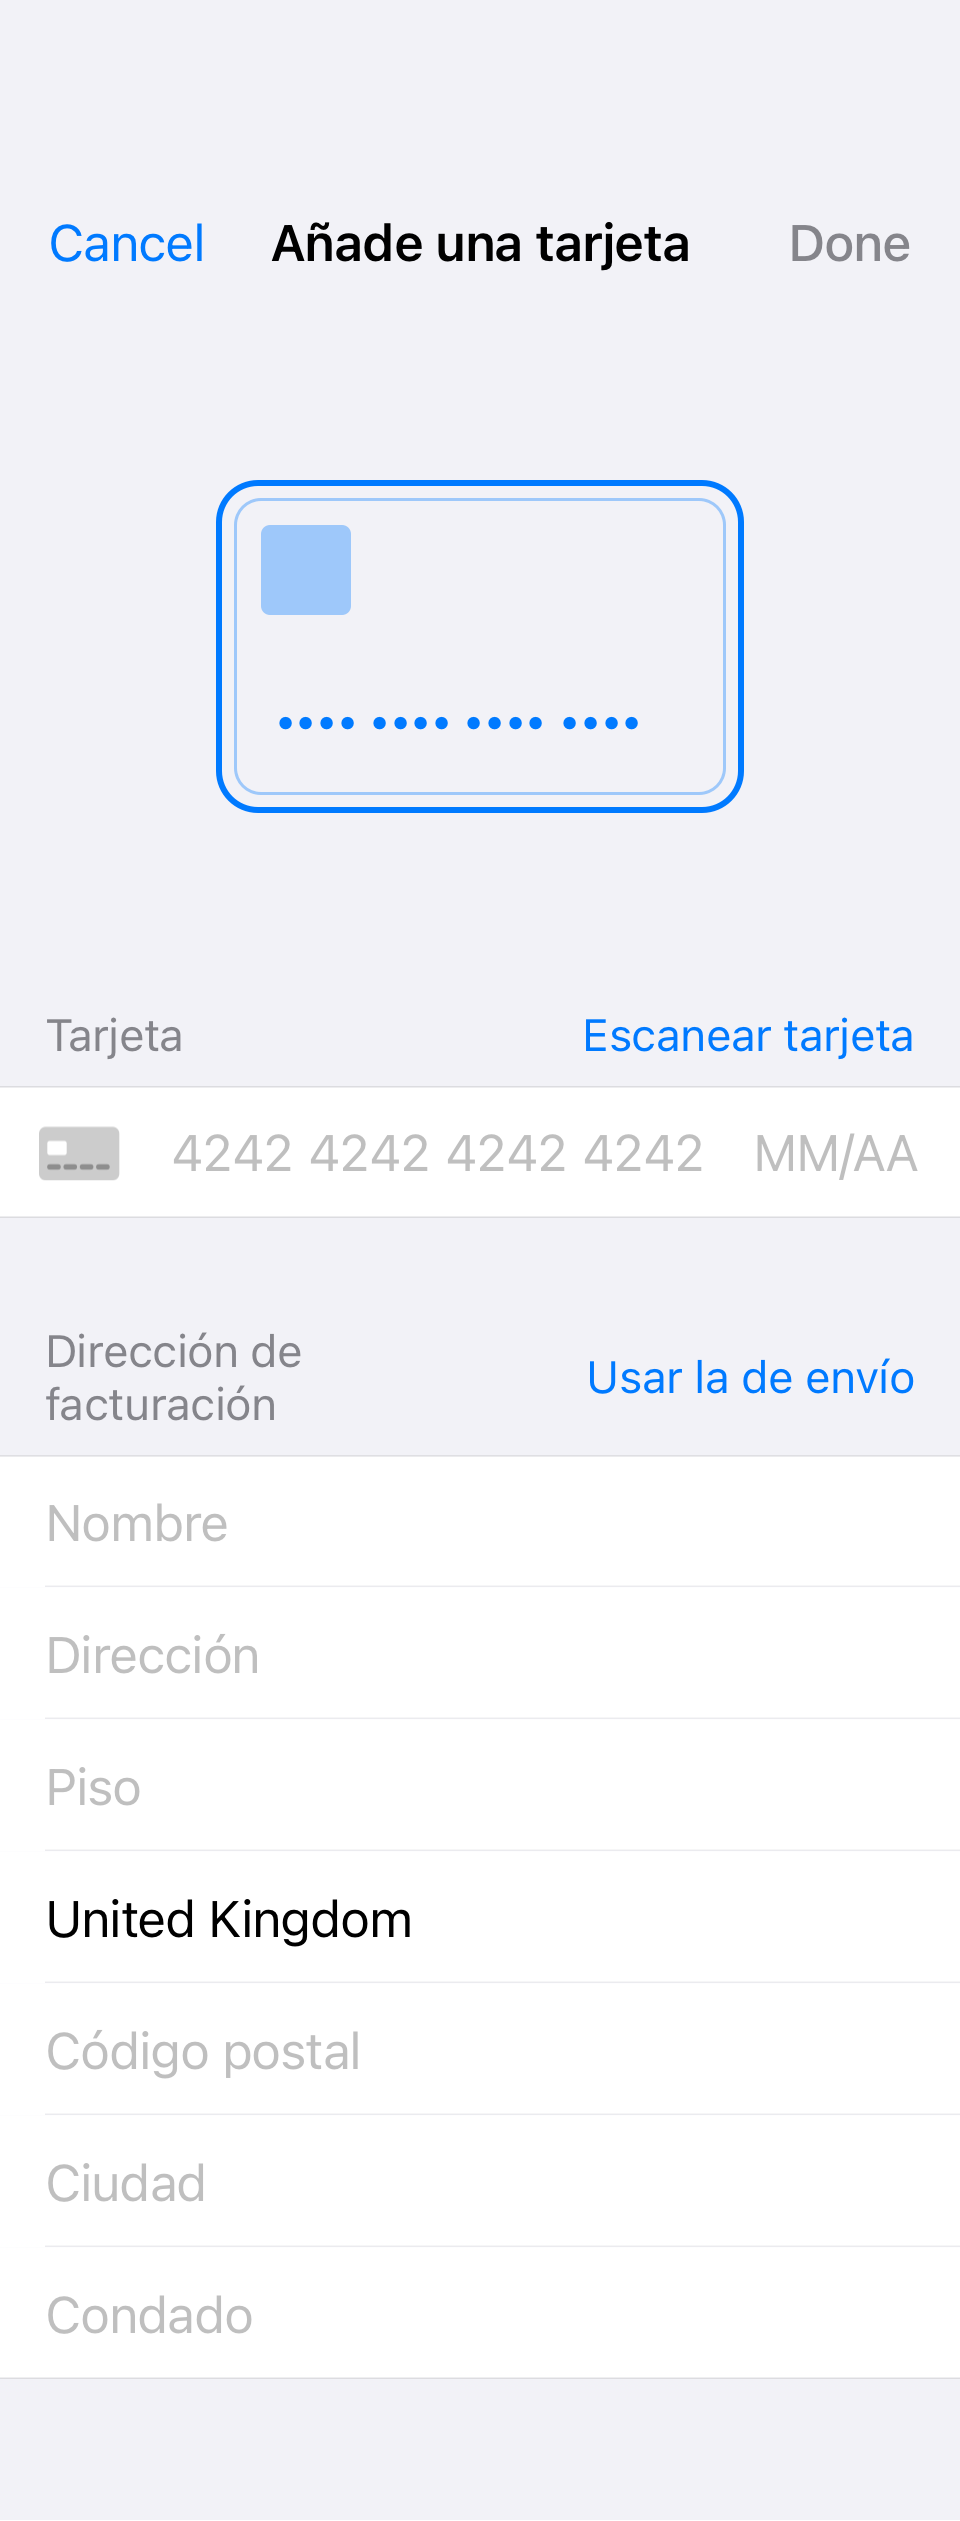 Cancel Añade una tarjeta Done
Tarjeta Escanear tarjeta
4242 4242 4242 4242 MM/AA
Dirección de
facturación
Usar la de envío
Nombre
Dirección
Piso
United Kingdom
Código postal
Ciudad
Condado